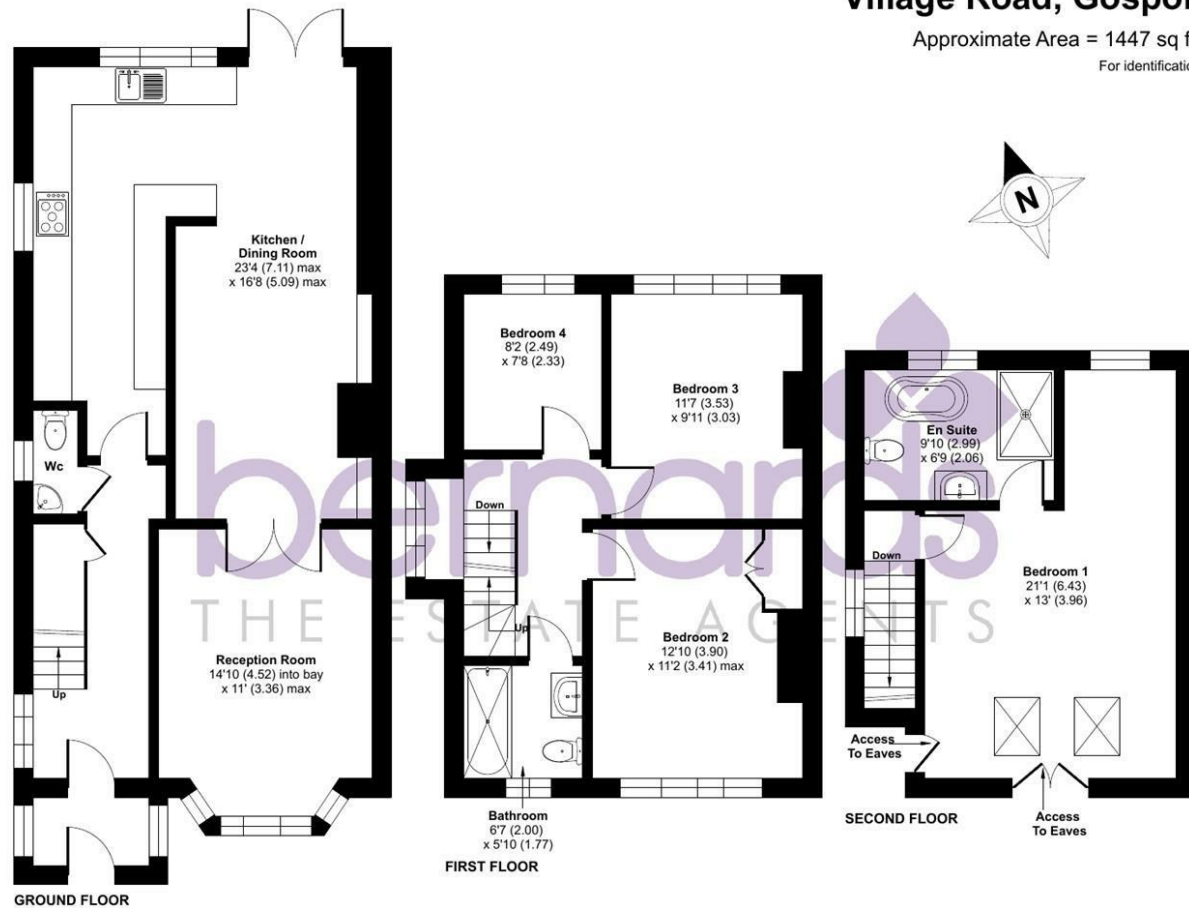 Approximate Area = 1447 sq f
N
Kitchen /
Dining Room
23'4 (7.11) max
x 16'8 (5.09) max
Wc
Up
Reception Room
14'10 (4.52) into bay
x 11' (3.36) max
GROUND FLOOR
Bedroom 4
8'2 (2.49)
x 7'8 (2.33)
Bedroom 3
11'7 (3.53)
x 9'11 (3.03)
Down
Up
Bedroom 2
12'10 (3.90)
x 11'2 (3.41) max
Bathroom
6'7 (2.00)
x 5'10 (1.77)
FIRST FLOOR
En Suite
9'10 (2.99)
x 6'9 (2.06)
Down
Bedroom 1
21'1 (6.43)
x 13' (3.96)
Access
To Eaves
Access
To Eaves
SECOND FLOOR
bernards
THE ESTATE AGENTS